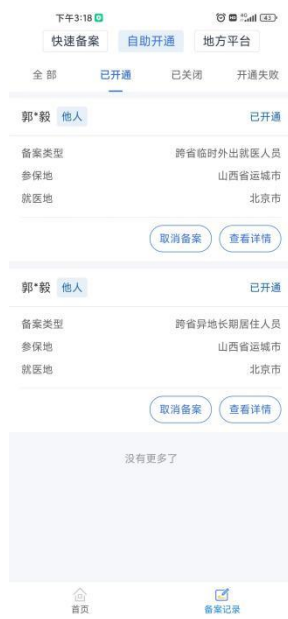 下午3:18
快速备案 自助开通 地方平台
全部 已开通 已关闭 开通失败
郭*毅 他人 已开通
备案类型 跨省临时外出就医人员
参保地 山西省运城市
就医地 北京市
取消备案 查看详情
郭*毅 他人 已开通
备案类型 跨省异地长期居住人员
参保地 山西省运城市
就医地 北京市
取消备案 查看详情
没有更多了
首页 备案记录